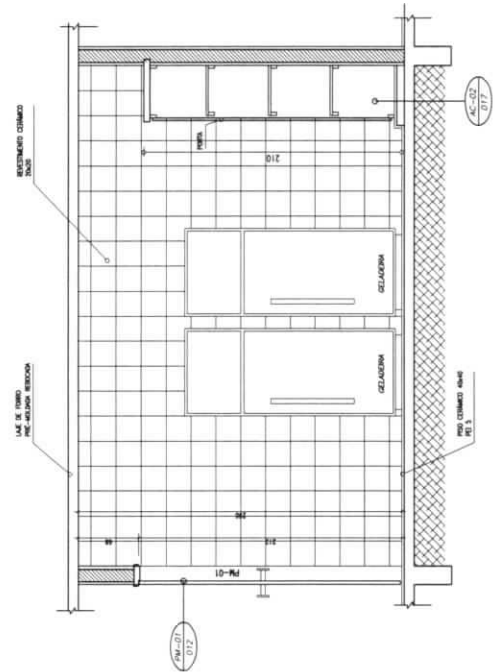 REVESTIMENTO CERÂMICO
20x20
LAJE DE FORRO
PRÉ-MOLDADA REBOCADA
PORTA
210
AC-02
017
GELADEIRA
GELADEIRA
PISO CERÂMICO 40x40
PEI 5
212
PM-01
PM-01
012